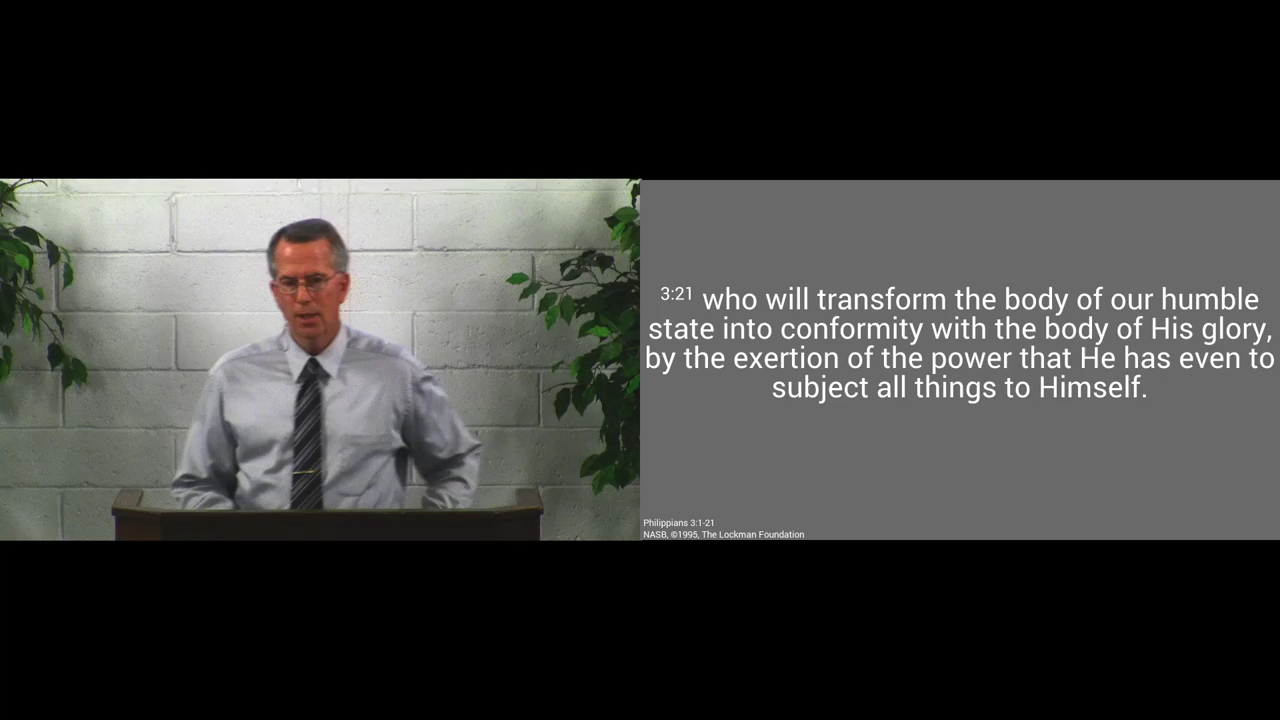 3:21 who will transform the body of our humble
state into conformity with the body of His glory,
by the exertion of the power that He has even to
subject all things to Himself.
Philippians 3:1-21
NASB, ©1995, The Lockman Foundation